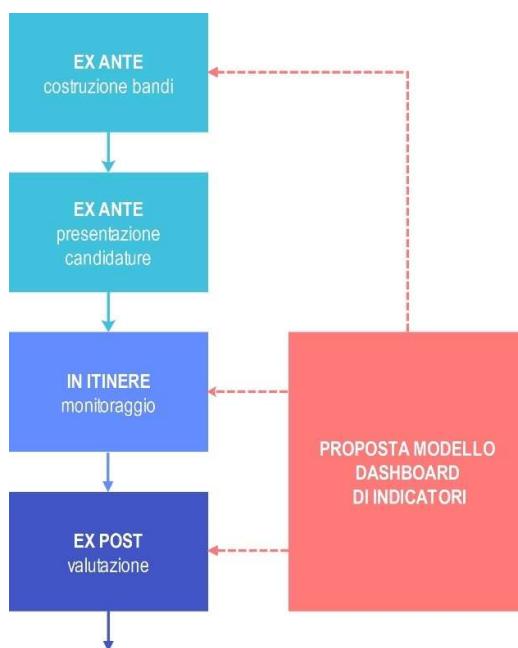 EX ANTE
costruzione bandi
EX ANTE
presentazione
candidature
IN ITINERE
monitoraggio
PROPOSTA MODELLO
DASHBOARD
DI INDICATORI
EX POST
valutazione